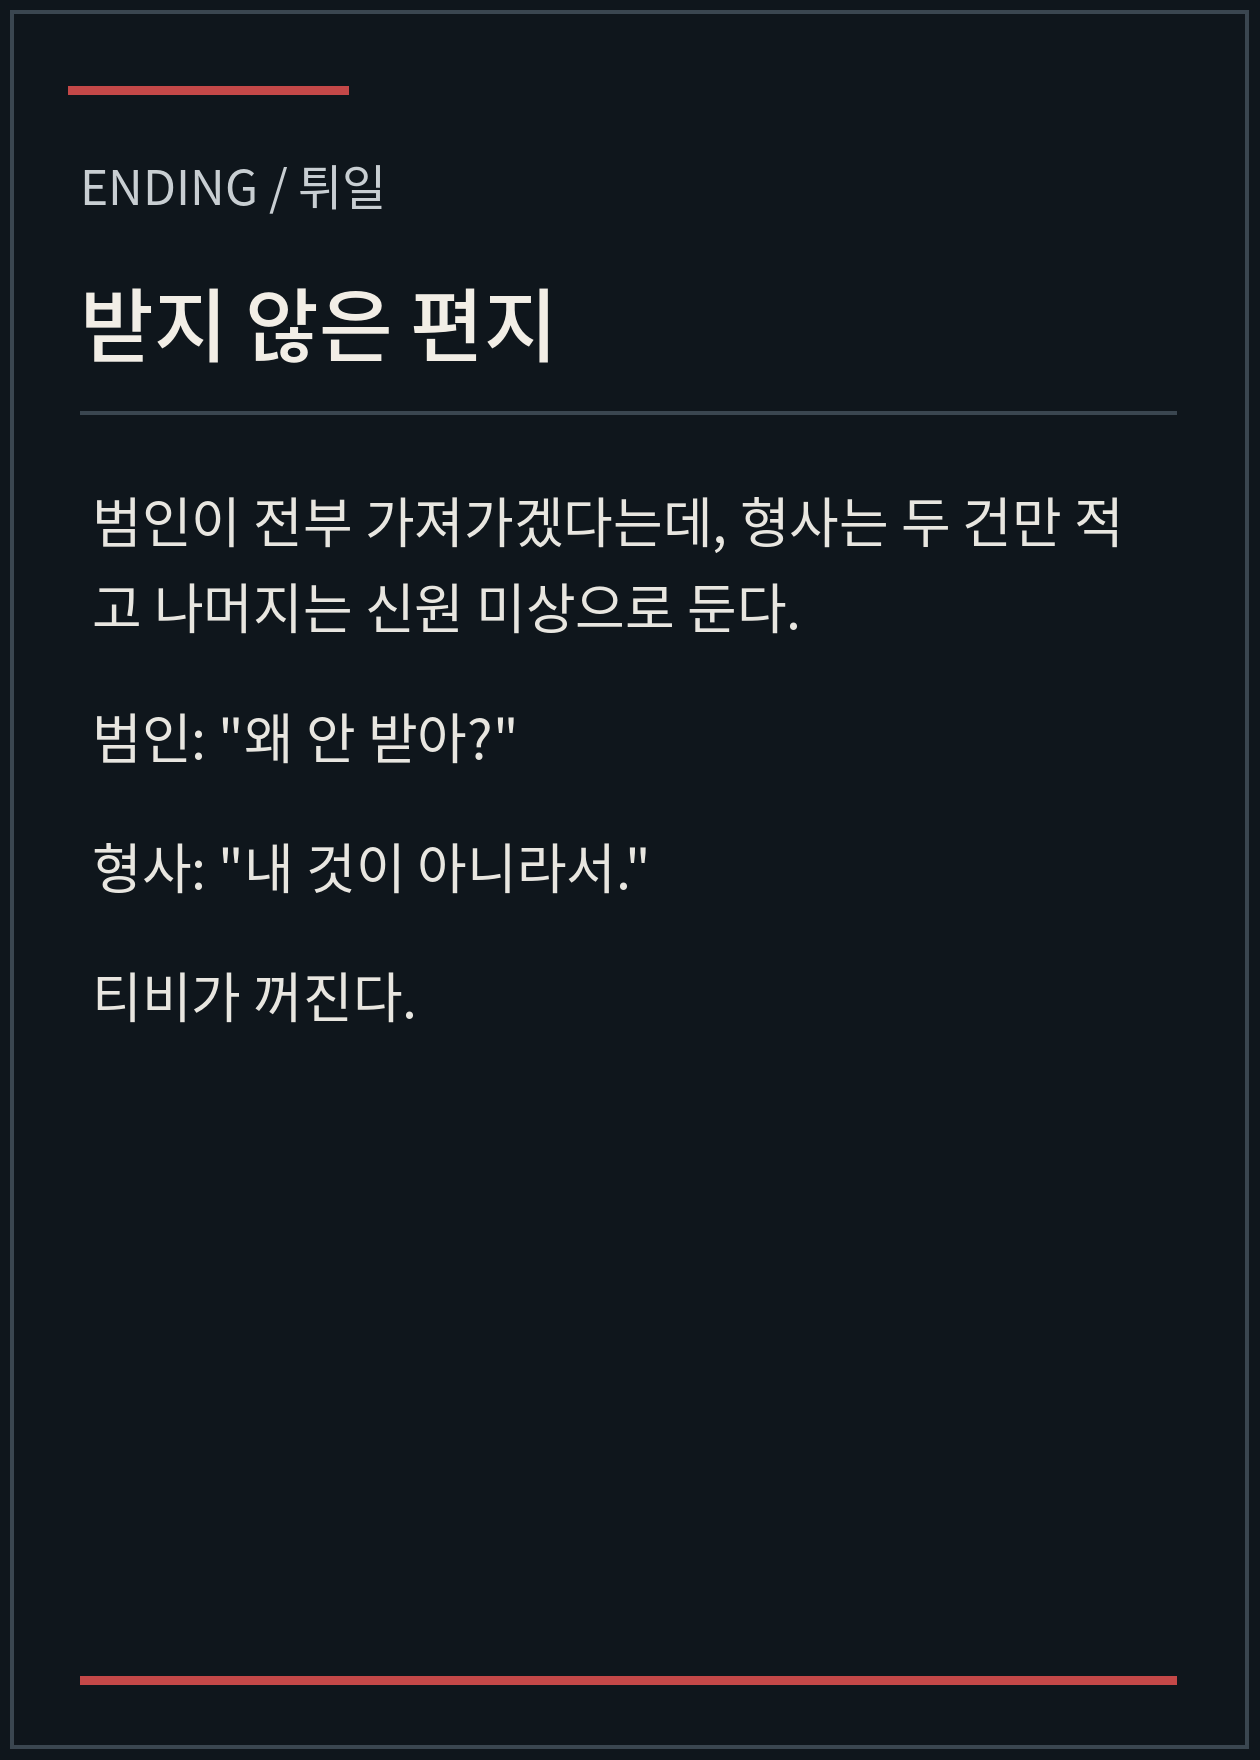 ENDING / 튀일
받지 않은 편지
범인이 전부 가져가겠다는데, 형사는 두 건만 적
고 나머지는 신원 미상으로 둔다.
범인: "왜 안 받아?"
형사: "내 것이 아니라서."
티비가 꺼진다.